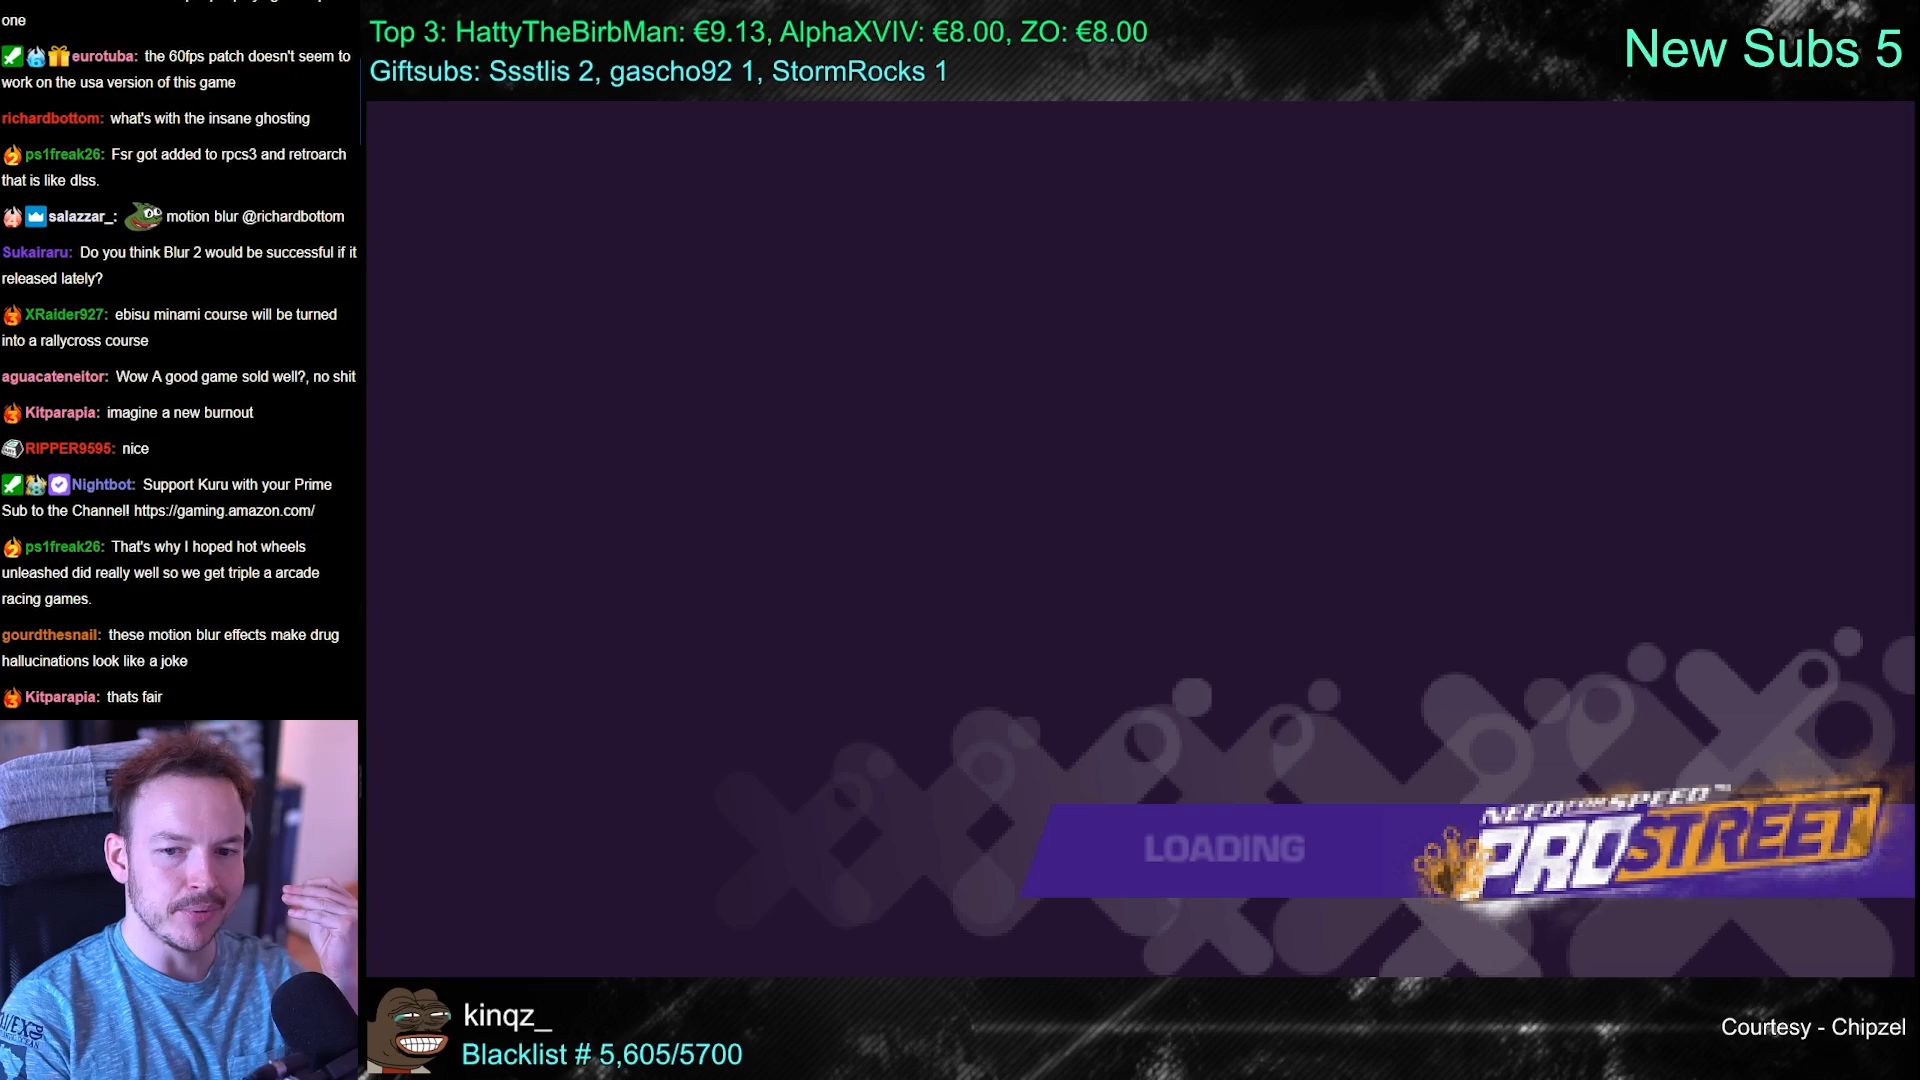 one
eurotuba: the 60fps patch doesn't seem to
work on the usa version of this game
richardbottom: what's with the insane ghosting
ps1freak26: Fsr got added to rpcs3 and retroarch
that is like dlss.
salazzar_: motion blur @richardbottom
Sukairaru: Do you think Blur 2 would be successful if it
released lately?
XRaider927: ebisu minami course will be turned
into a rallycross course
aguacateneitor: Wow A good game sold well?, no shit
Kitparapia: imagine a new burnout
RIPPER9595: nice
Nightbot: Support Kuru with your Prime
Sub to the Channel! https://gaming.amazon.com/
ps1freak26: That's why I hoped hot wheels
unleashed did really well so we get triple a arcade
racing games.
gourdthesnail: these motion blur effects make drug
hallucinations look like a joke
Kitparapia: thats fair
Top 3: HattyTheBirbMan: €9.13, AlphaXVIV: €8.00, ZO: €8.00
Giftsubs: Ssstlis 2, gascho92 1, StormRocks 1
New Subs 5
LOADING
NEED FOR SPEED™
PROSTREET
kinqz_
Blacklist # 5,605/5700
Courtesy - Chipzel